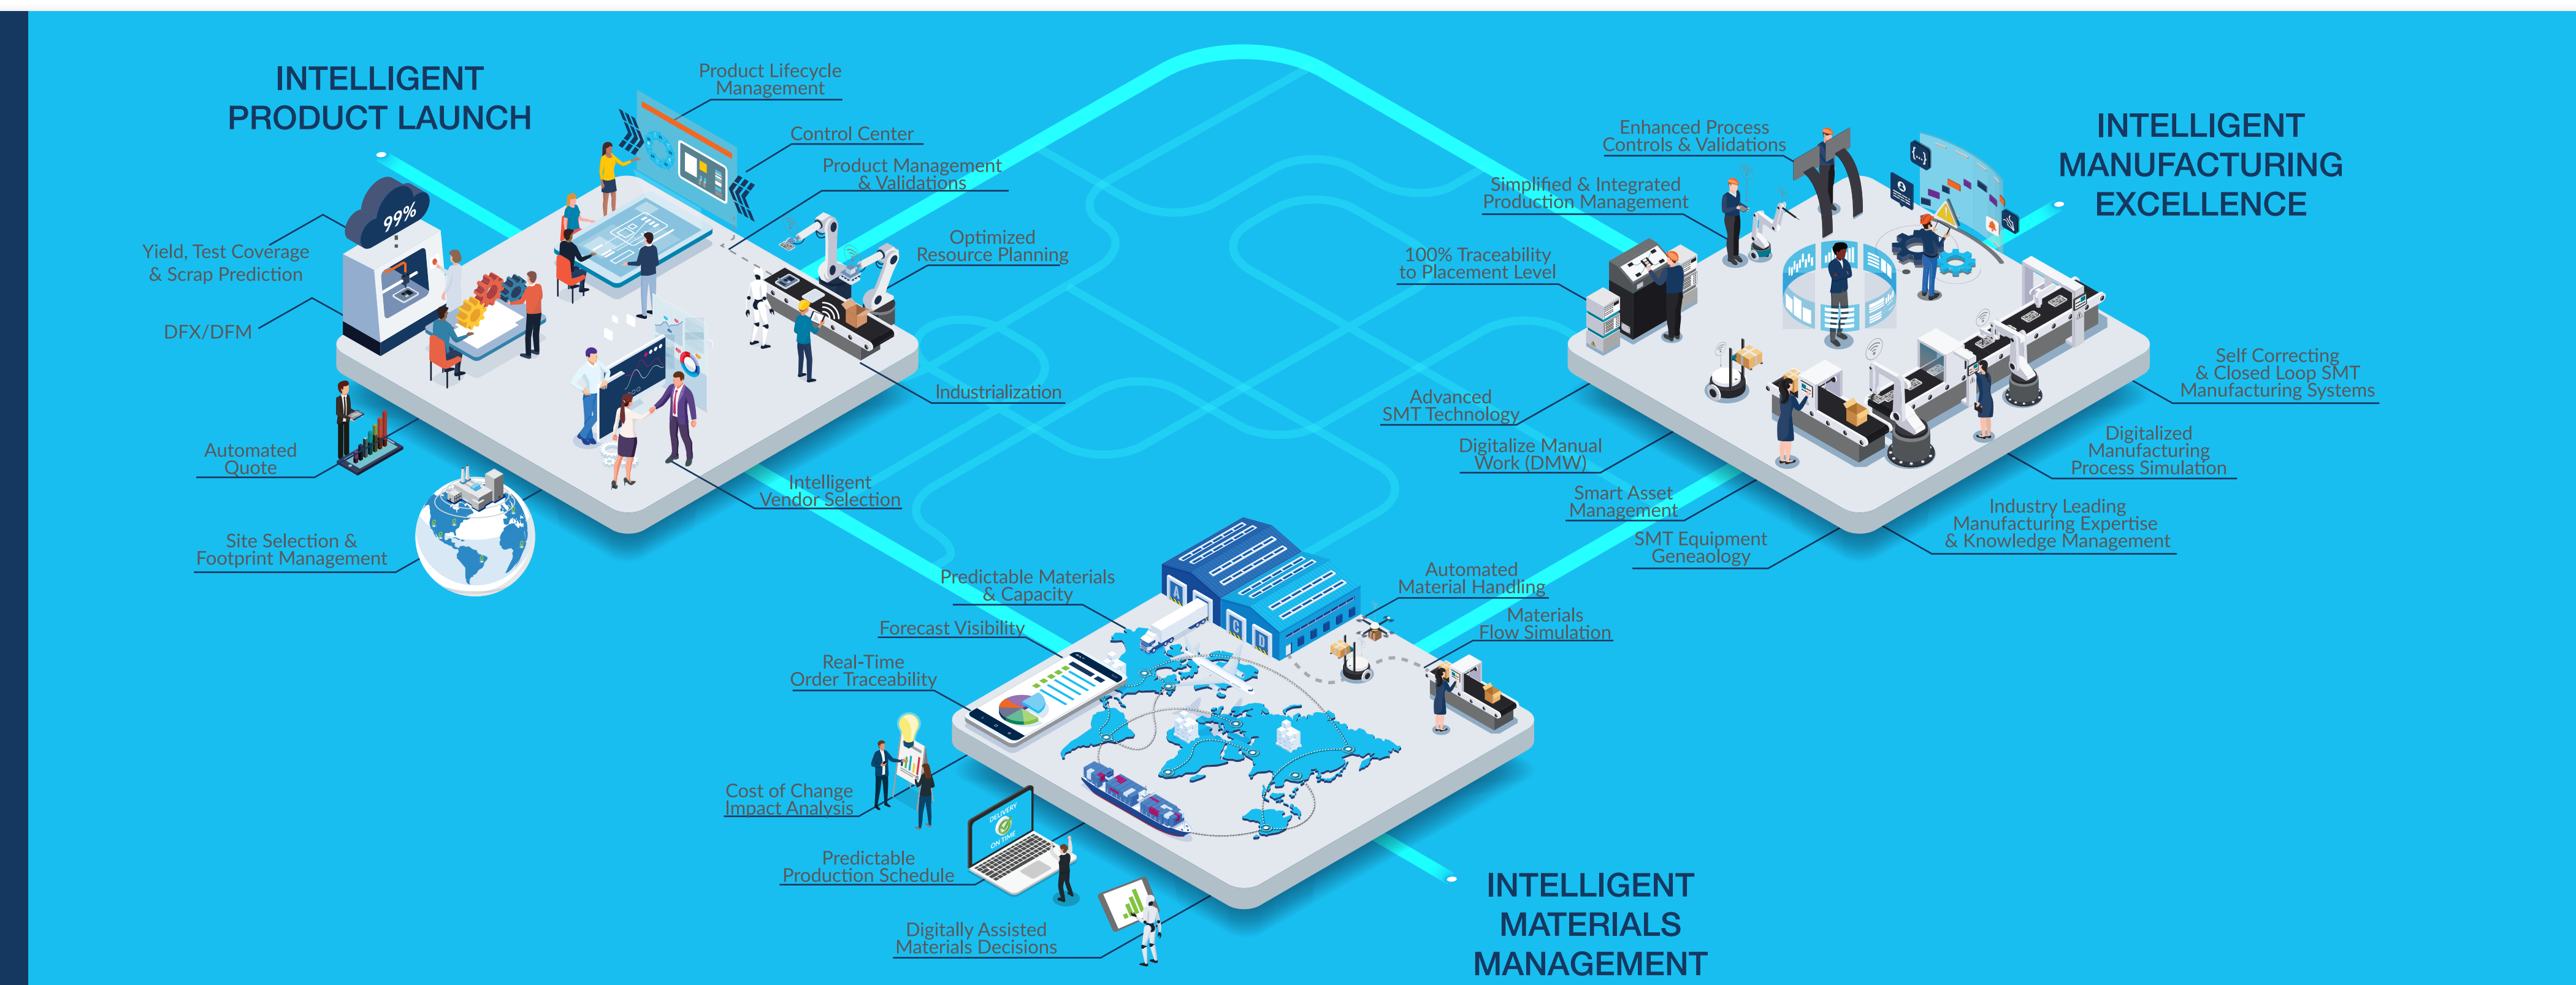 INTELLIGENT
PRODUCT LAUNCH
Product Lifecycle
Management
Control Center
Product Management
& Validations
Optimized
Resource Planning
99%
Yield, Test Coverage
& Scrap Prediction
DFX/DFM
Industrialization
Automated
Quote
Intelligent
Vendor Selection
Site Selection &
Footprint Management
INTELLIGENT
MANUFACTURING
EXCELLENCE
Enhanced Process
Controls & Validations
Simplified & Integrated
Production Management
100% Traceability
to Placement Level
{...}
Self Correcting
& Closed Loop SMT
Manufacturing Systems
Advanced
SMT Technology
Digitalized
Manufacturing
Process Simulation
Digitalize Manual
Work (DMW)
Smart Asset
Management
Industry Leading
Manufacturing Expertise
& Knowledge Management
SMT Equipment
Geneaology
Predictable Materials
& Capacity
Automated
Material Handling
Forecast Visibility
Materials
Flow Simulation
Real-Time
Order Traceability
A
C
D
Cost of Change
Impact Analysis
DELIVERY
ON TIME
Predictable
Production Schedule
Digitally Assisted
Materials Decisions
INTELLIGENT
MATERIALS
MANAGEMENT